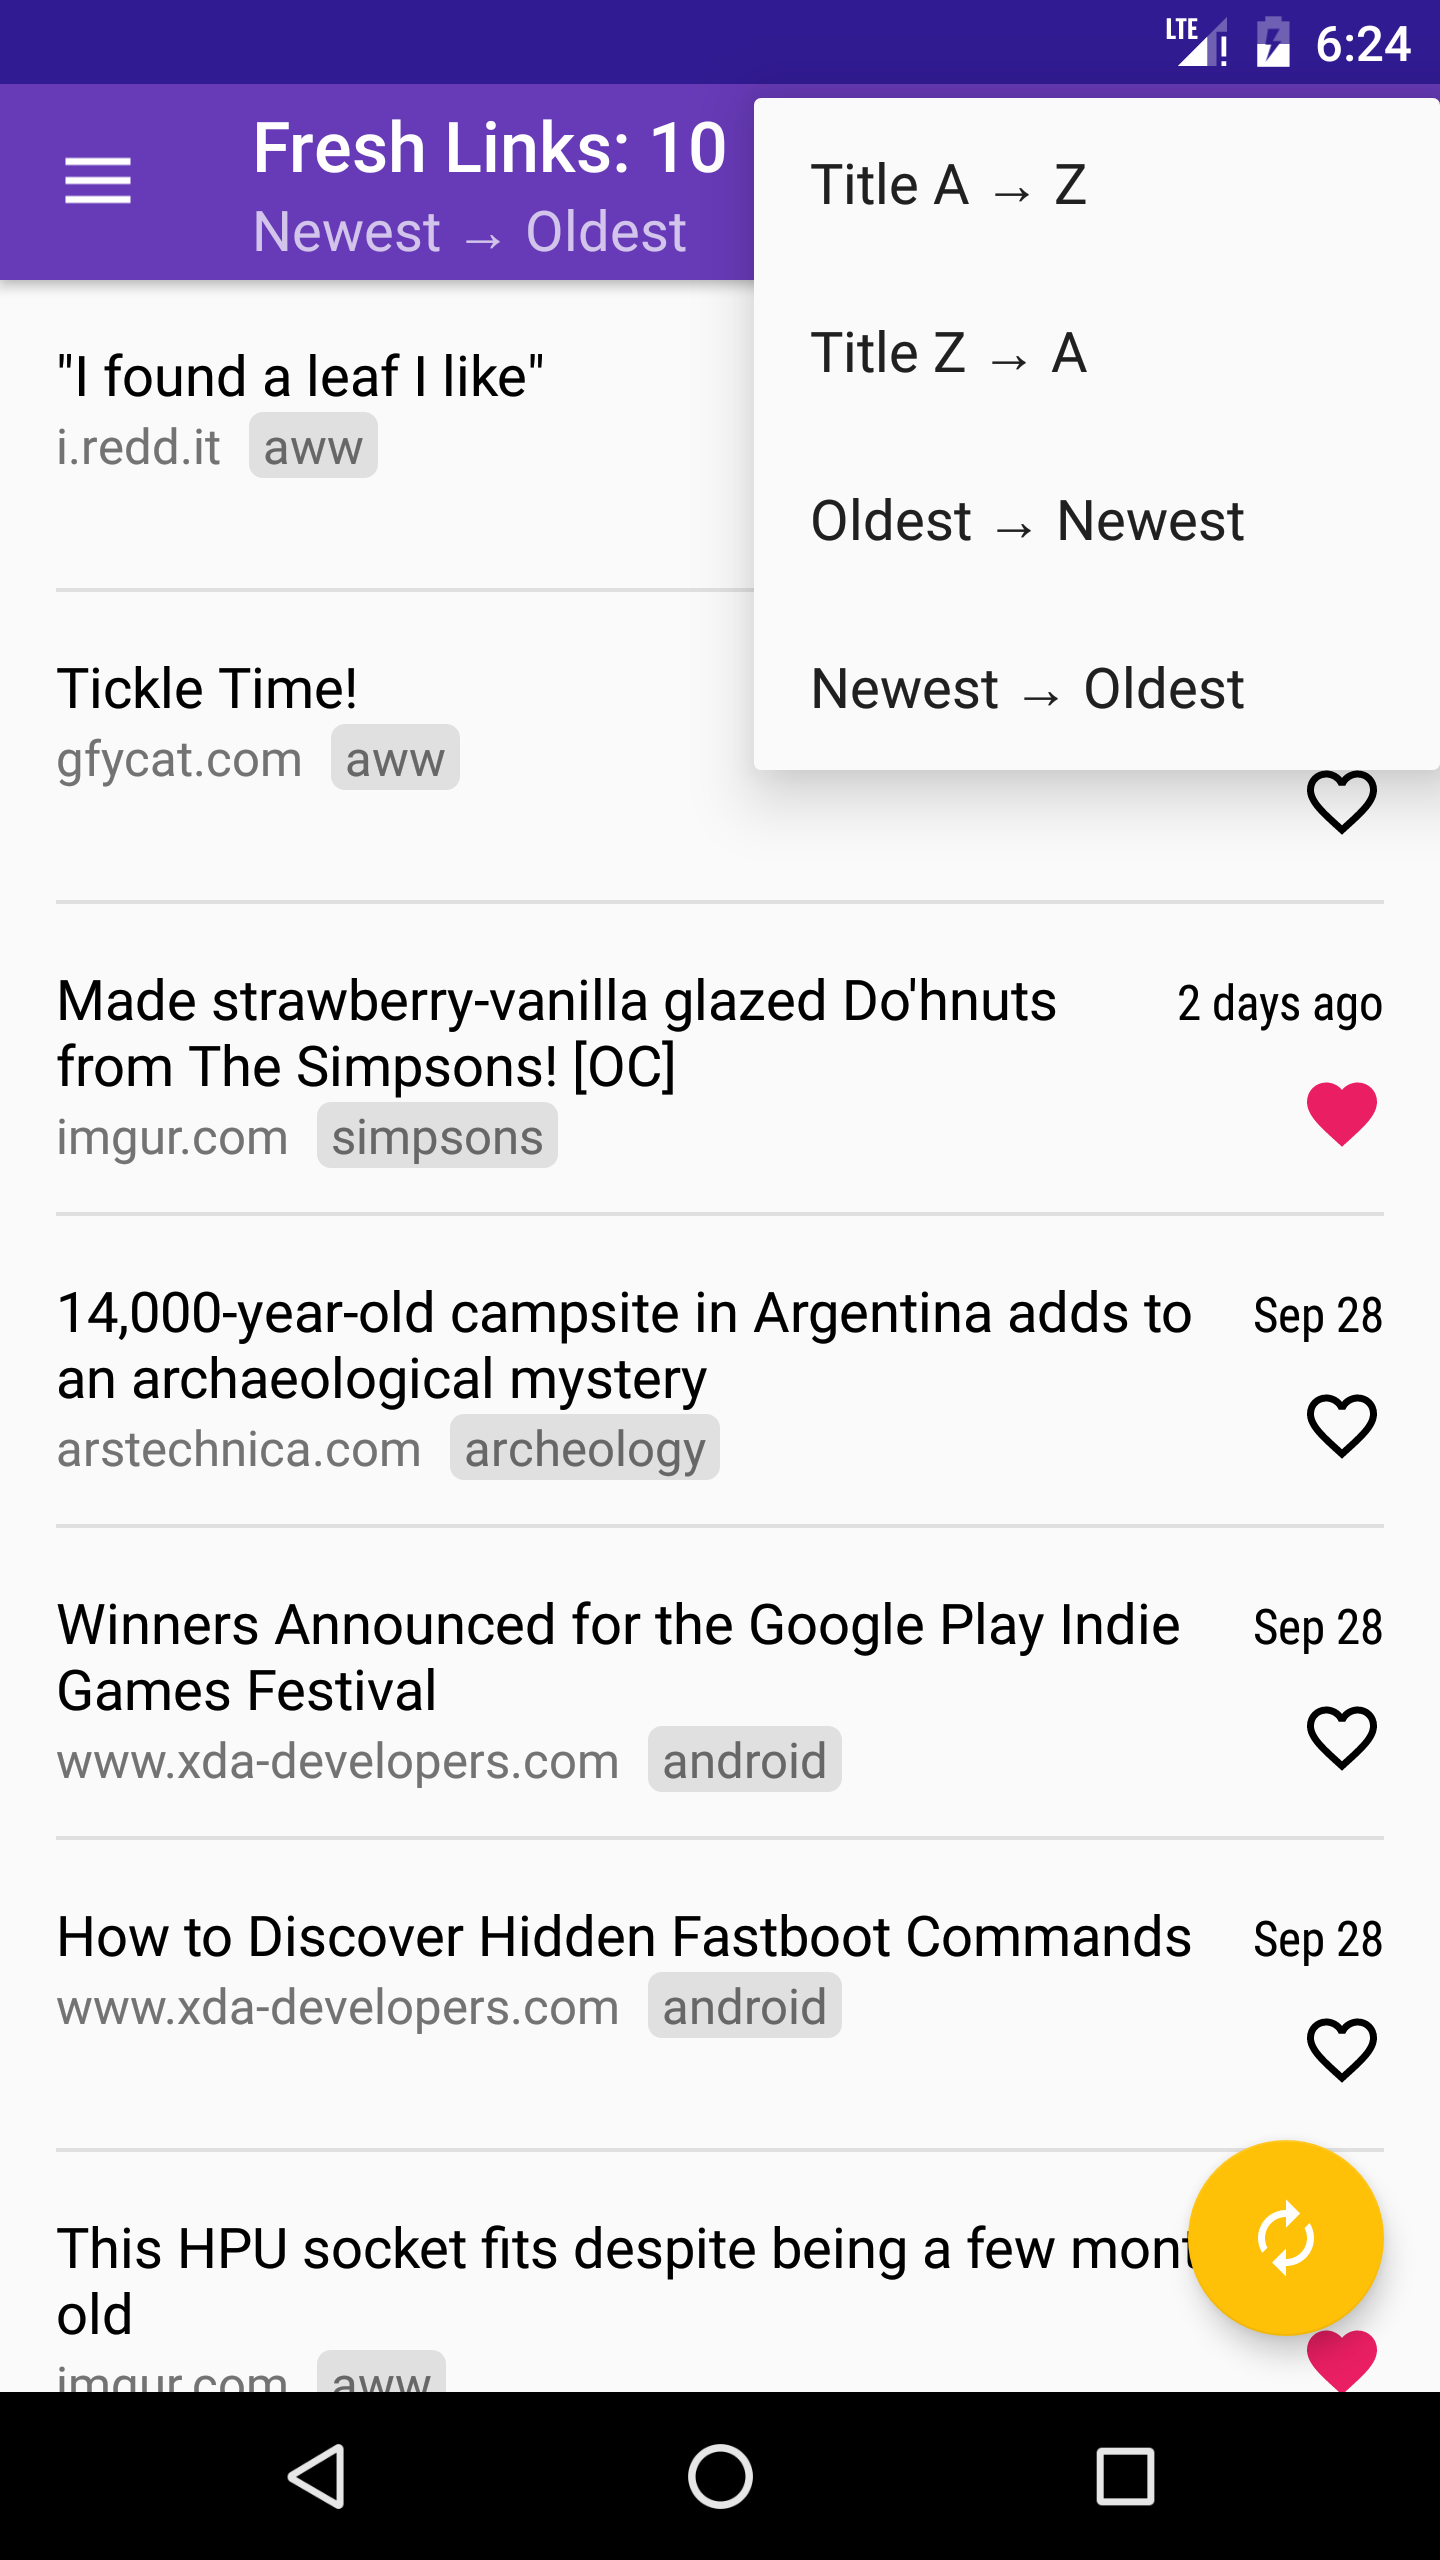 LTE 6:24
Fresh Links: 10
Newest → Oldest
Title A → Z
Title Z → A
Oldest → Newest
Newest → Oldest
"I found a leaf I like"
i.redd.it aww
Tickle Time!
gfycat.com aww
Made strawberry-vanilla glazed Do'hnuts 2 days ago
from The Simpsons! [OC]
imgur.com simpsons
14,000-year-old campsite in Argentina adds to Sep 28
an archaeological mystery
arstechnica.com archeology
Winners Announced for the Google Play Indie Sep 28
Games Festival
www.xda-developers.com android
How to Discover Hidden Fastboot Commands Sep 28
www.xda-developers.com android
This HPU socket fits despite being a few mont
old
imgur.com aww